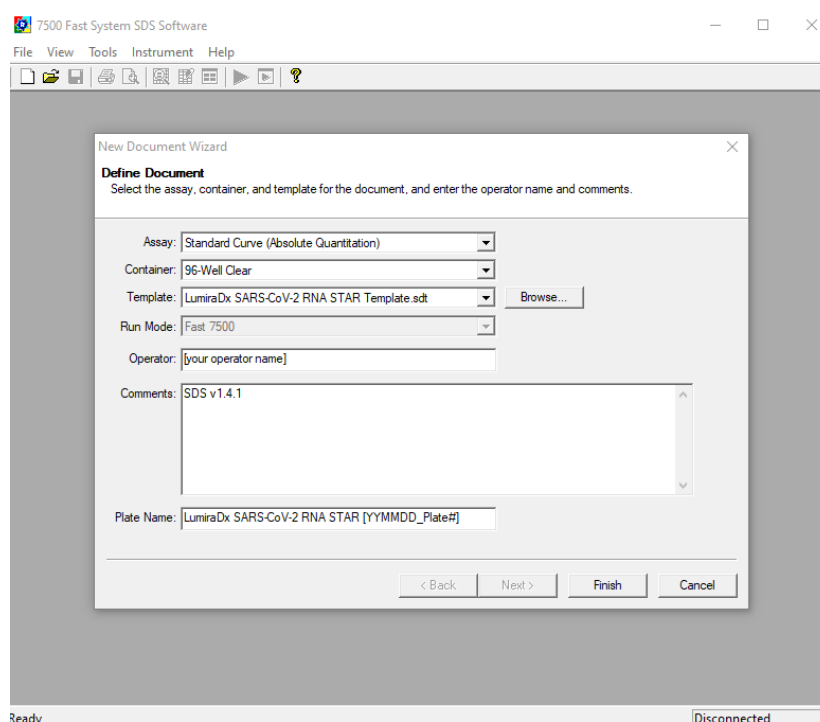 7500 Fast System SDS Software
File View Tools Instrument Help
New Document Wizard
Define Document
Select the assay, container, and template for the document, and enter the operator name and comments.
Assay: Standard Curve (Absolute Quantitation)
Container: 96-Well Clear
Template: LumiraDx SARS-CoV-2 RNA STAR Template.sdt Browse...
Run Mode: Fast 7500
Operator: [your operator name]
Comments: SDS v1.4.1
Plate Name: LumiraDx SARS-CoV-2 RNA STAR [YYMMDD_Plate#]
< Back Next > Finish Cancel
Ready Disconnected